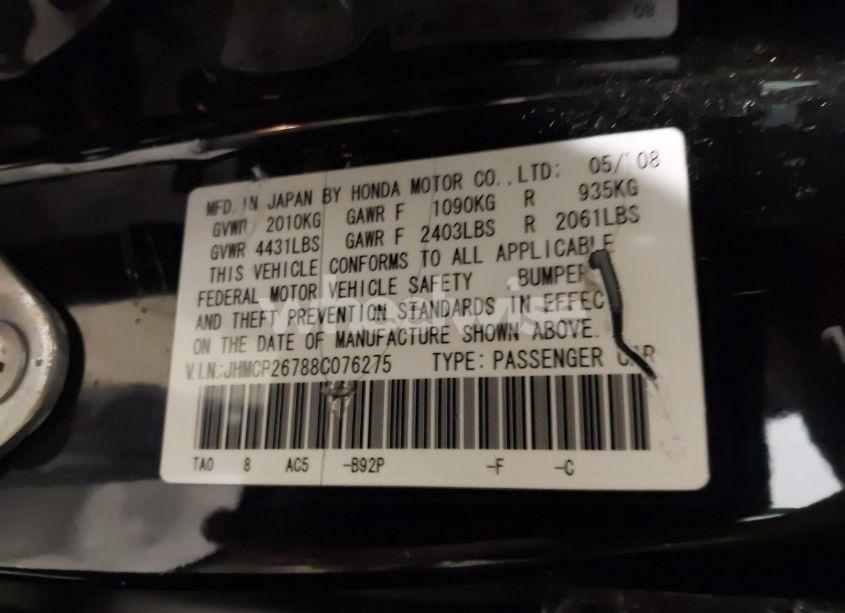 MFD. IN JAPAN BY HONDA MOTOR CO.,LTD: 05/'08
GVWR 2010KG GAWR F 1090KG R 935KG
GVWR 4431LBS GAWR F 2403LBS R 2061LBS
THIS VEHICLE CONFORMS TO ALL APPLICABLE
FEDERAL MOTOR VEHICLE SAFETY BUMPER
AND THEFT PREVENTION STANDARDS IN EFFEC
ON THE DATE OF MANUFACTURE SHOWN ABOVE.
V.I.N.:JHMCP26788C076275 TYPE: PASSENGER CAR
TA0 8 AC5 -B92P -F -C